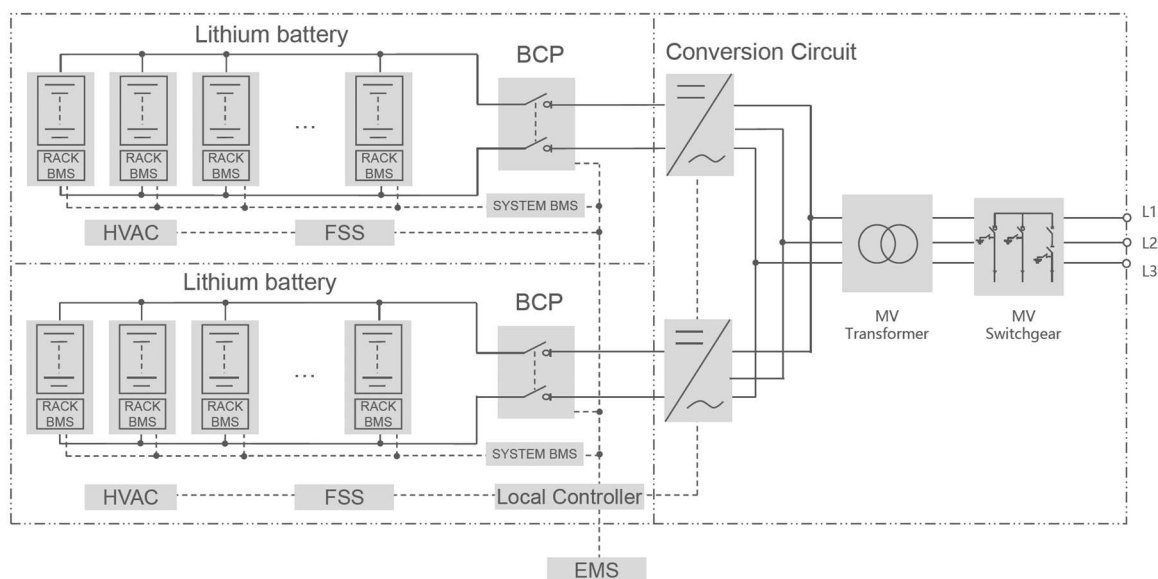 Lithium battery
BCP
Conversion Circuit
...
RACK
BMS
RACK
BMS
RACK
BMS
RACK
BMS
SYSTEM BMS
HVAC
FSS
L1
L2
L3
MV
Transformer
MV
Switchgear
Lithium battery
BCP
...
RACK
BMS
RACK
BMS
RACK
BMS
RACK
BMS
SYSTEM BMS
HVAC
FSS
Local Controller
EMS